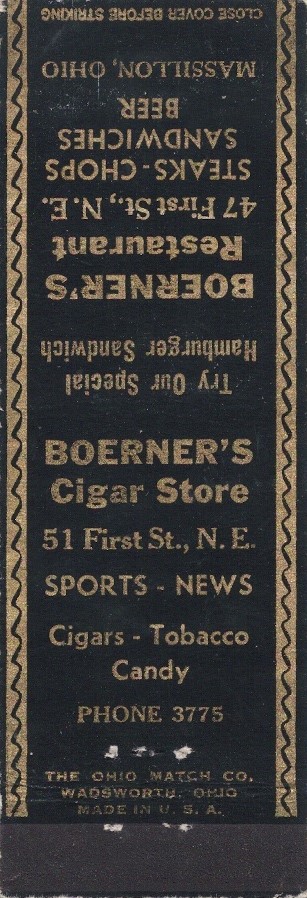 CLOSE COVER BEFORE STRIKING
Try Our Special
Hamburger Sandwich
BOERNER'S
Restaurant
47 First St., N.E.
STEAKS - CHOPS
SANDWICHES
BEER
MASSILLON, OHIO
BOERNER'S
Cigar Store
51 First St., N. E.
SPORTS - NEWS
Cigars - Tobacco
Candy
PHONE 3775
THE OHIO MATCH CO.
WADSWORTH, OHIO
MADE IN U. S. A.